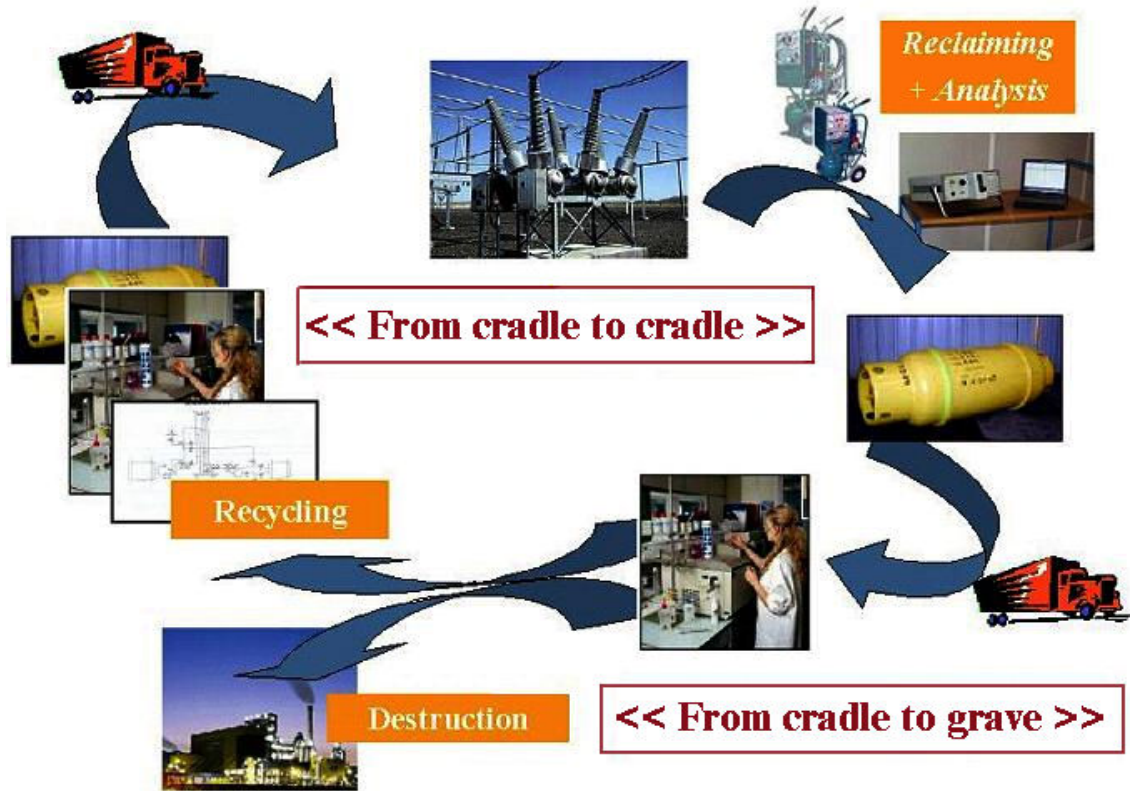 Reclaiming
+ Analysis
<< From cradle to cradle >>
Recycling
Destruction
<< From cradle to grave >>